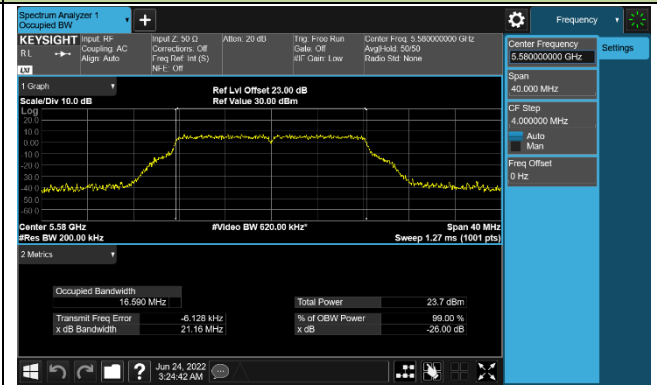 Spectrum Analyzer 1
Occupied BW
+
Frequency
KEYSIGHT
RL
LXI
Input: RF
Coupling: AC
Align: Auto
Input Z: 50 Ω
Corrections: Off
Freq Ref: Int (S)
NFE: Off
Atten: 20 dB
Trig: Free Run
Gate: Off
#IF Gain: Low
Center Freq: 5.580000000 GHz
Avg|Hold: 50/50
Radio Std: None
Center Frequency
5.580000000 GHz
Settings
Span
40.000 MHz
CF Step
4.000000 MHz
Auto
Man
Freq Offset
0 Hz
1 Graph
Scale/Div 10.0 dB
Ref Lvl Offset 23.00 dB
Ref Value 30.00 dBm
Log
20.0
10.0
0.00
-10.0
-20.0
-30.0
-40.0
-50.0
-60.0
Center 5.58 GHz
#Res BW 200.00 kHz
#Video BW 620.00 kHz*
Span 40 MHz
Sweep 1.27 ms (1001 pts)
2 Metrics
Occupied Bandwidth
16.590 MHz
Total Power 23.7 dBm
Transmit Freq Error -6.128 kHz
% of OBW Power 99.00 %
x dB Bandwidth 21.16 MHz
x dB -26.00 dB
?
Jun 24, 2022
3:24:42 AM